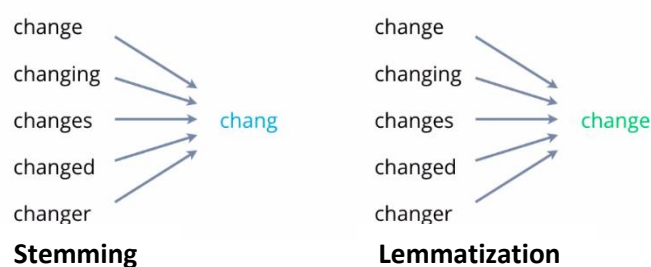 change
changing
changes
changed
changer
chang
Stemming
change
changing
changes
changed
changer
change
Lemmatization